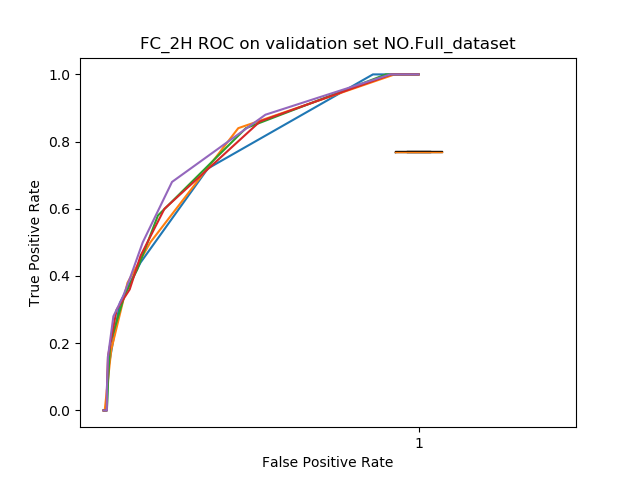 FC_2H ROC on validation set NO.Full_dataset
1.0
0.8
0.6
0.4
0.2
0.0
True Positive Rate
1
False Positive Rate